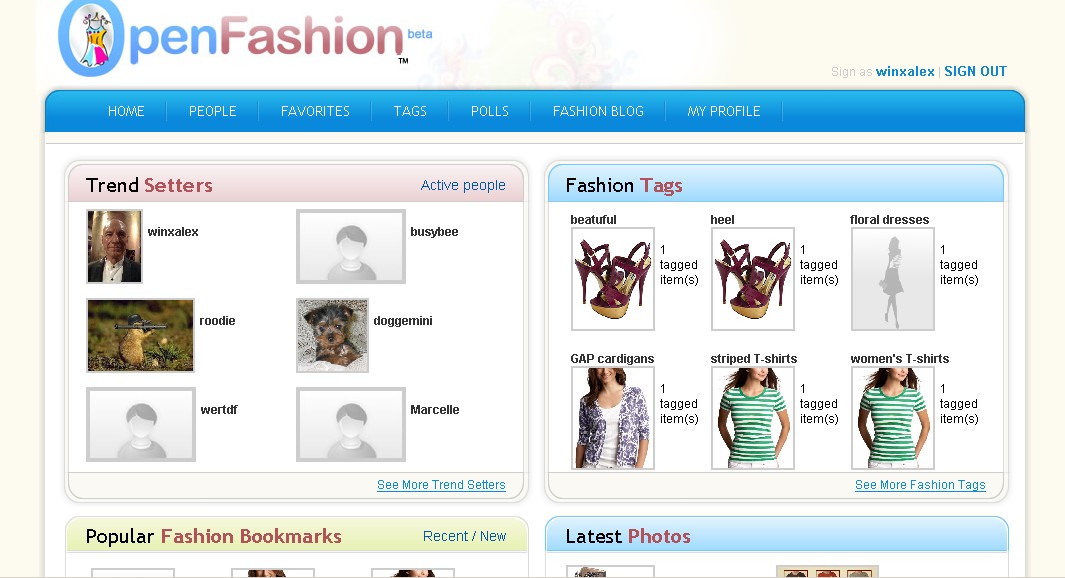 OpenFashion beta
TM
Sign as winxalex | SIGN OUT
HOME PEOPLE FAVORITES TAGS POLLS FASHION BLOG MY PROFILE
Trend Setters Active people
winxalex
busybee
roodie
doggemini
wertdf
Marcelle
See More Trend Setters
Fashion Tags
beatuful
1
tagged
item(s)
heel
1
tagged
item(s)
floral dresses
1
tagged
item(s)
GAP cardigans
1
tagged
item(s)
striped T-shirts
1
tagged
item(s)
women's T-shirts
1
tagged
item(s)
See More Fashion Tags
Popular Fashion Bookmarks Recent / New
Latest Photos